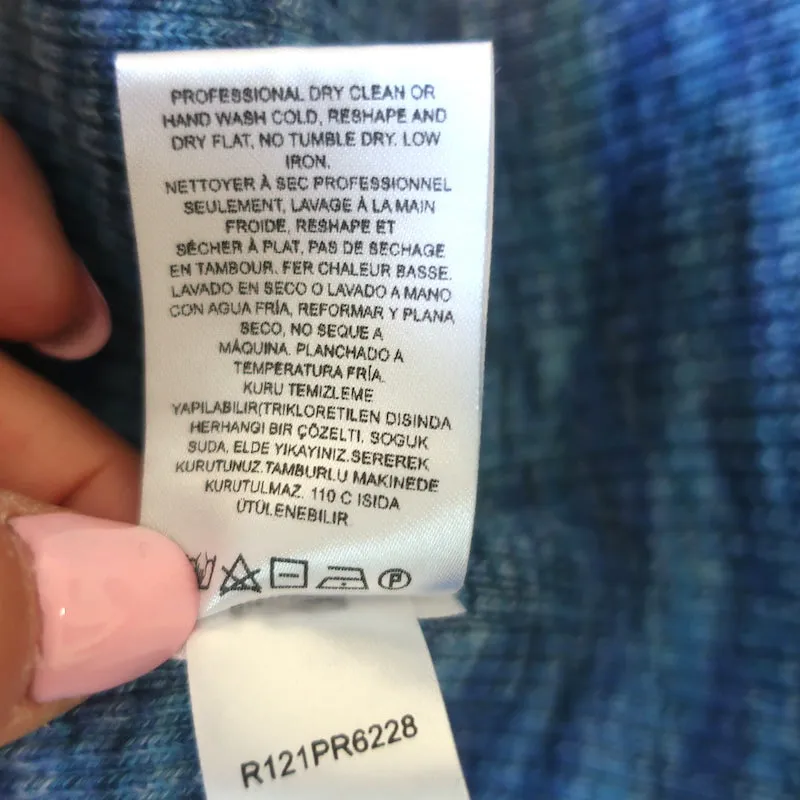 PROFESSIONAL DRY CLEAN OR
HAND WASH COLD, RESHAPE AND
DRY FLAT, NO TUMBLE DRY. LOW
IRON.
NETTOYER À SEC PROFESSIONNEL
SEULEMENT, LAVAGE À LA MAIN
FROIDE, RESHAPE ET
SÉCHER À PLAT, PAS DE SECHAGE
EN TAMBOUR. FER CHALEUR BASSE.
LAVADO EN SECO O LAVADO A MANO
CON AGUA FRÍA, REFORMAR Y PLANA
SECO, NO SEQUE A
MÁQUINA. PLANCHADO A
TEMPERATURA FRÍA.
KURU TEMIZLEME
YAPILABILIR(TRIKLORETILEN DISINDA
HERHANGI BIR ÇÖZELTI, SOGUK
SUDA, ELDE YIKAYINIZ.SEREREK
KURUTUNUZ.TAMBURLU MAKINEDE
KURUTULMAZ. 110 C ISIDA
ÜTÜLENEBILIR
P
R121PR6228